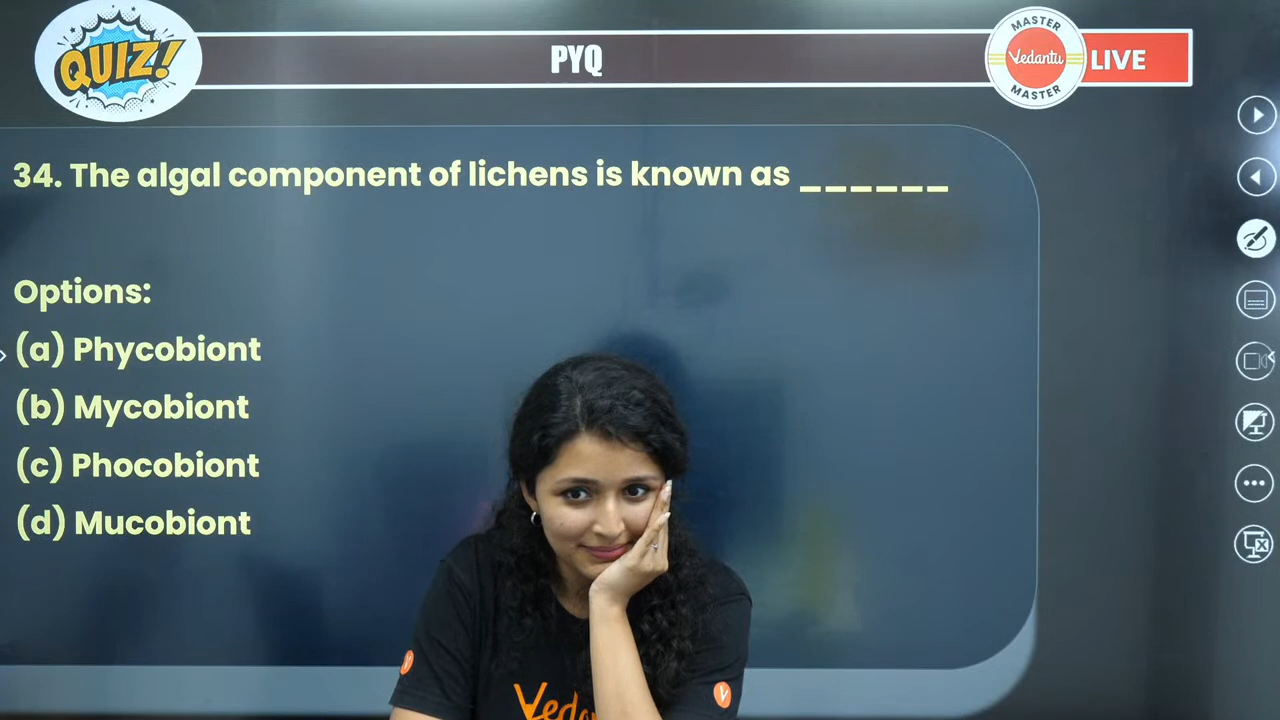 QUIZ!
PYQ
MASTER
Vedantu
MASTER
LIVE
34. The algal component of lichens is known as ______
Options:
(a) Phycobiont
(b) Mycobiont
(c) Phocobiont
(d) Mucobiont